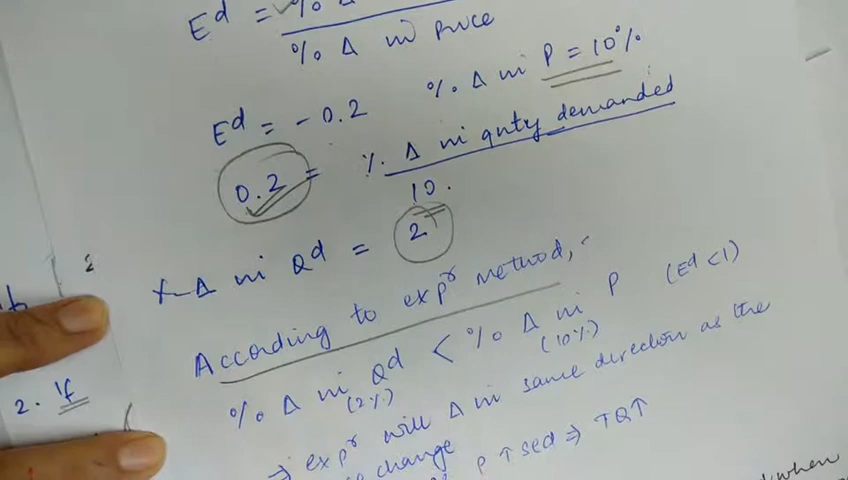 Ed = % Δ
% Δ in price
Ed = - 0.2 % Δ in P = 10%
0.2 = %. Δ in qnty demanded
10.
% Δ in Qd = 2
According to expr method,
% Δ in Qd < % Δ in P (Ed < 1)
(2%) (10%)
⇒ expr will Δ in same direction as the
change P ↑ sed ⇒ ↑Q↑
2. If
when